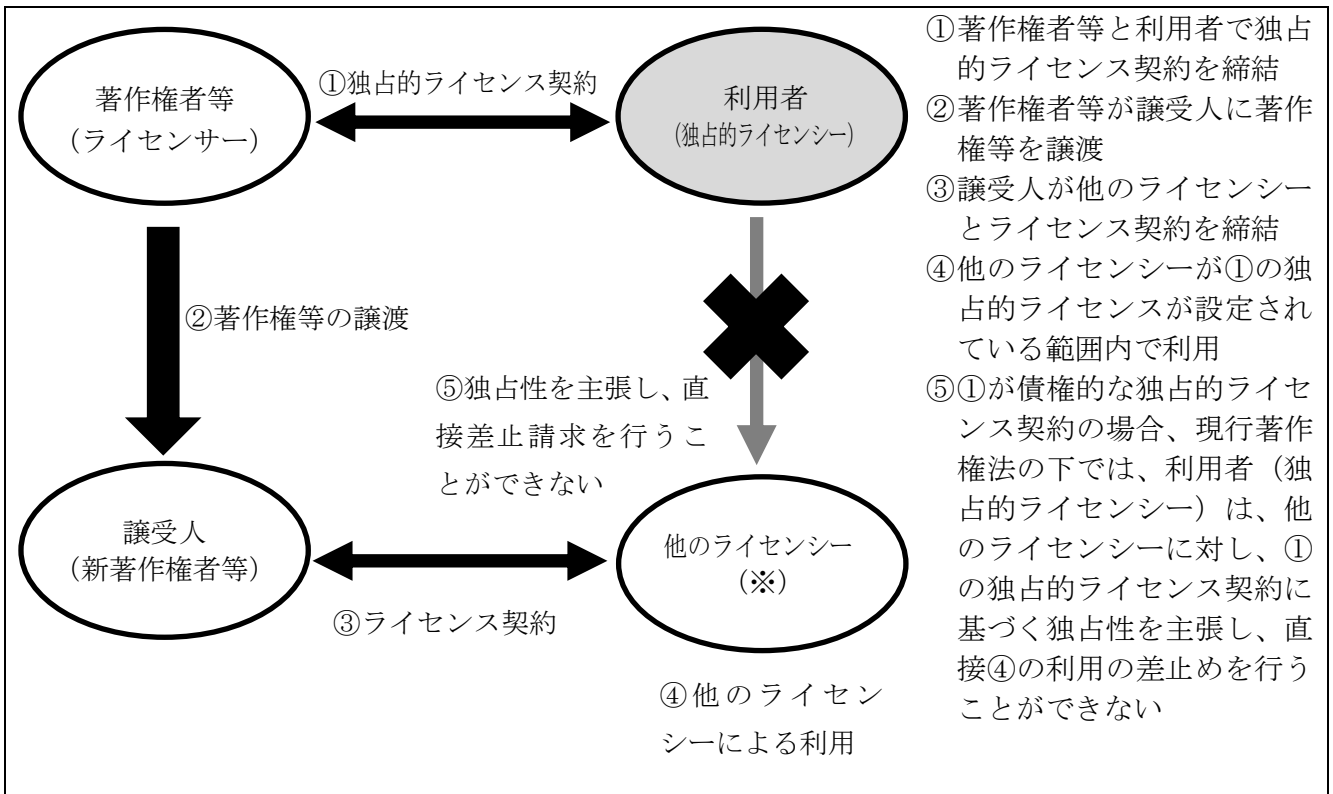 著作権者等
（ライセンサー）
①独占的ライセンス契約
利用者
（独占的ライセンシー）
②著作権等の譲渡
⑤独占性を主張し、直
接差止請求を行うこ
とができない
譲受人
（新著作権者等）
③ライセンス契約
他のライセンシー
（※）
④他のライセン
シーによる利用
①著作権者等と利用者で独占
的ライセンス契約を締結
②著作権者等が譲受人に著作
権等を譲渡
③譲受人が他のライセンシー
とライセンス契約を締結
④他のライセンシーが①の独
占的ライセンスが設定され
ている範囲内で利用
⑤①が債権的な独占的ライセ
ンス契約の場合、現行著作
権法の下では、利用者（独
占的ライセンシー）は、他
のライセンシーに対し、①
の独占的ライセンス契約に
基づく独占性を主張し、直
接④の利用の差止めを行う
ことができない